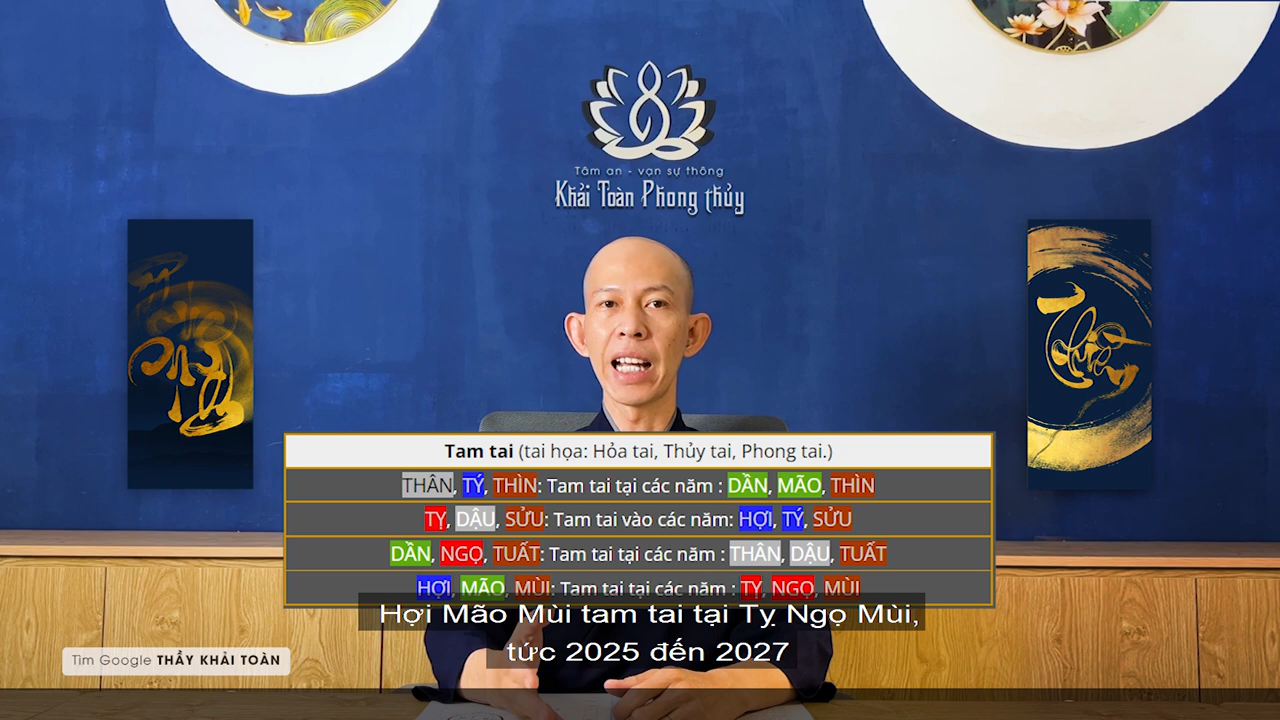 Tâm an - vạn sự thông
Khải Toàn Phong thủy
Tam tai (tai họa: Hỏa tai, Thủy tai, Phong tai.)
THÂN, TÝ, THÌN: Tam tai tại các năm : DẦN, MÃO, THÌN
TỴ, DẬU, SỬU: Tam tai vào các năm: HỢI, TÝ, SỬU
DẦN, NGỌ, TUẤT: Tam tai tại các năm : THÂN, DẬU, TUẤT
HỢI, MÃO, MÙI: Tam tai tại các năm : TỴ, NGỌ, MÙI
Hợi Mão Mùi tam tai tại Tỵ Ngọ Mùi,
tức 2025 đến 2027
Tìm Google THẦY KHẢI TOÀN